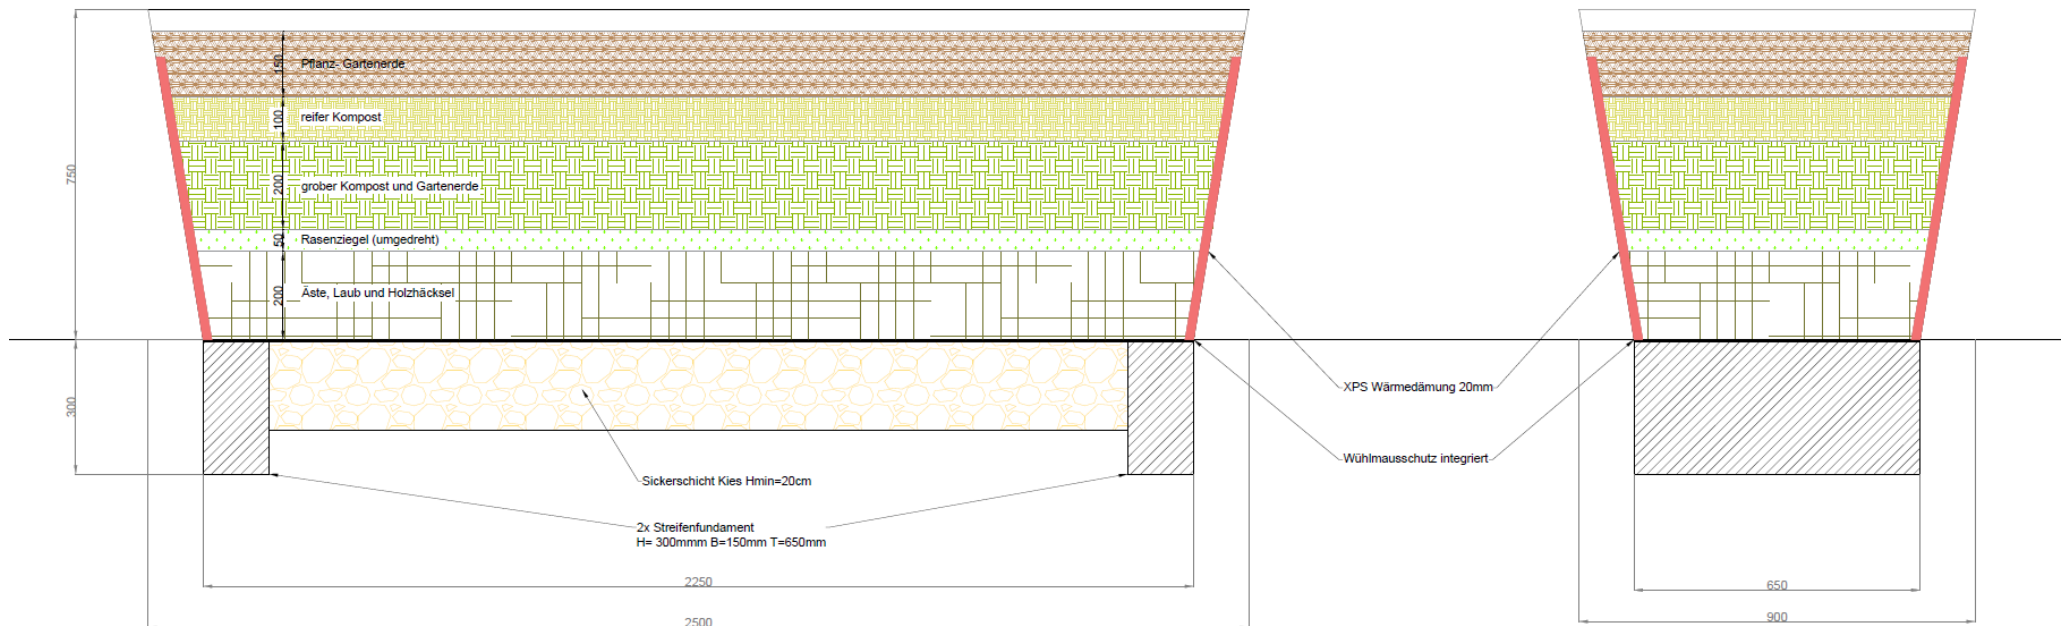 150
Pflanz- Gartenerde
100
reifer Kompost
750
200
grober Kompost und Gartenerde
50
Rasenziegel (umgedreht)
200
Äste, Laub und Holzhäcksel
XPS Wärmedämung 20mm
300
Wühlmausschutz integriert
Sickerschicht Kies Hmin=20cm
2x Streifenfundament
H= 300mmm B=150mm T=650mm
2250
650
2500
900